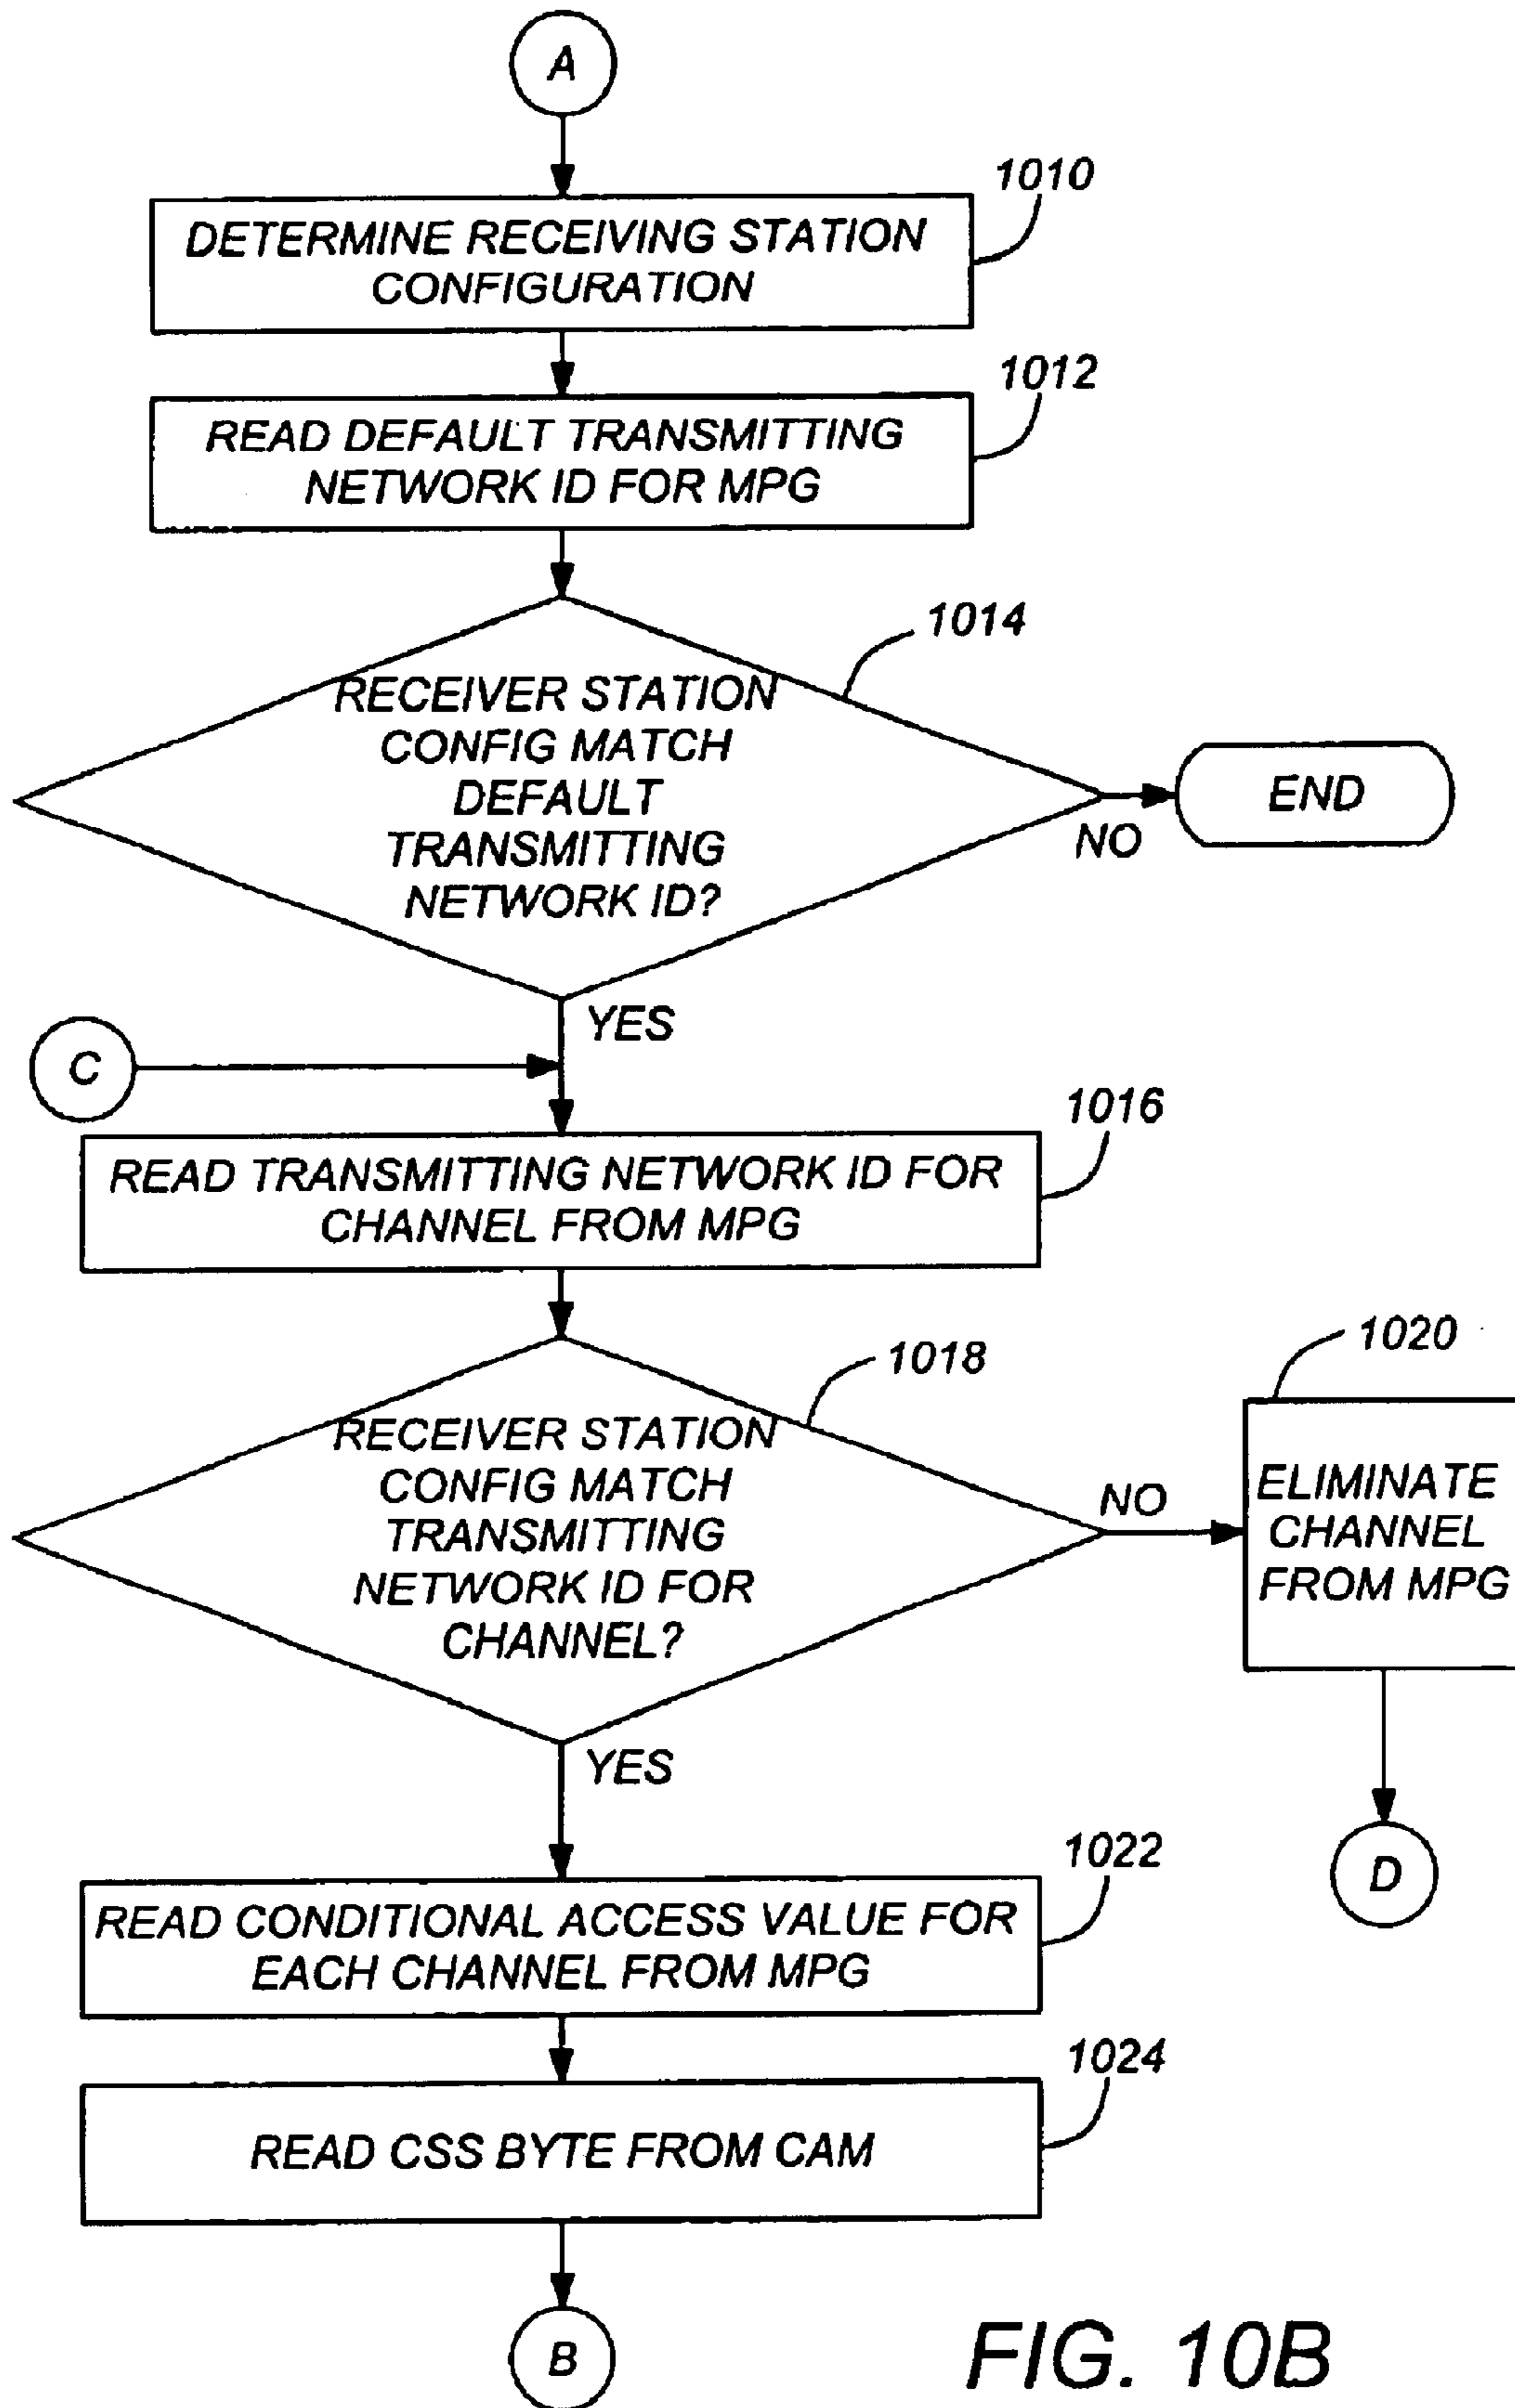 A
1010
DETERMINE RECEIVING STATION
CONFIGURATION
1012
READ DEFAULT TRANSMITTING
NETWORK ID FOR MPG
1014
RECEIVER STATION
CONFIG MATCH
DEFAULT
TRANSMITTING
NETWORK ID?
END
NO
YES
C
1016
READ TRANSMITTING NETWORK ID FOR
CHANNEL FROM MPG
1018
1020
RECEIVER STATION
CONFIG MATCH
TRANSMITTING
NETWORK ID FOR
CHANNEL?
NO
ELIMINATE
CHANNEL
FROM MPG
YES
D
1022
READ CONDITIONAL ACCESS VALUE FOR
EACH CHANNEL FROM MPG
1024
READ CSS BYTE FROM CAM
B
FIG. 10B